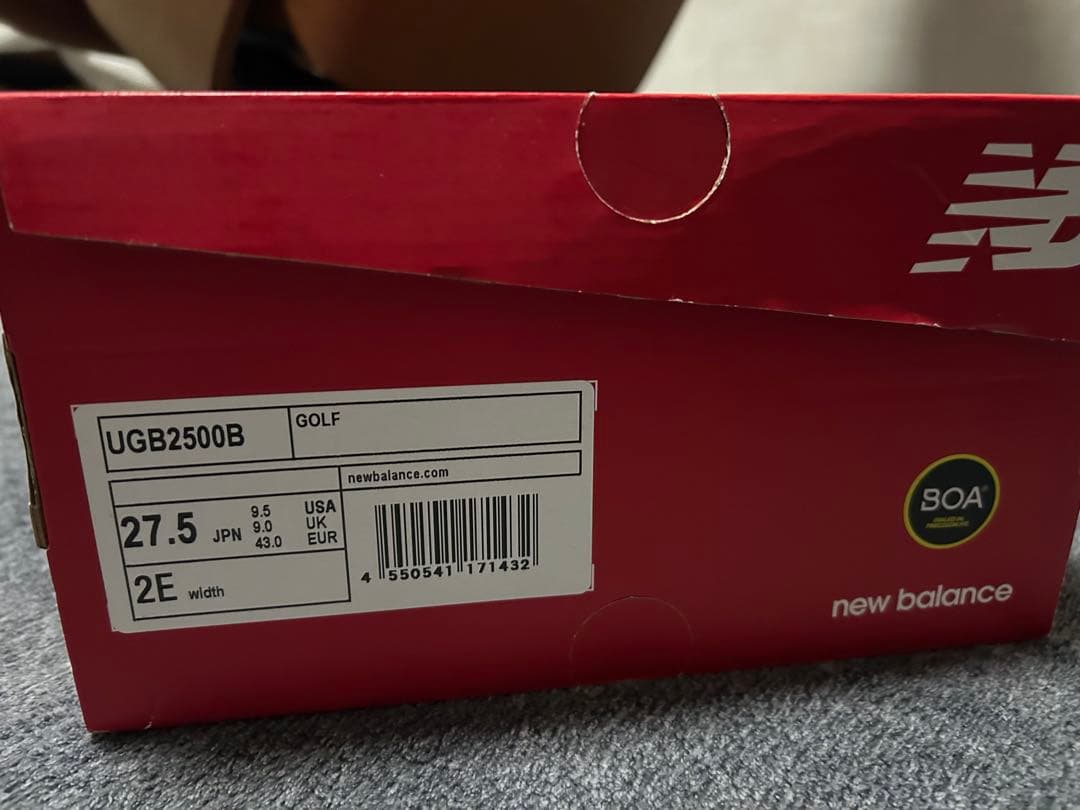 UGB2500B
GOLF
newbalance.com
27.5 JPN
9.5 USA
9.0 UK
43.0 EUR
2E width
4 550541 171432
BOA®
new balance